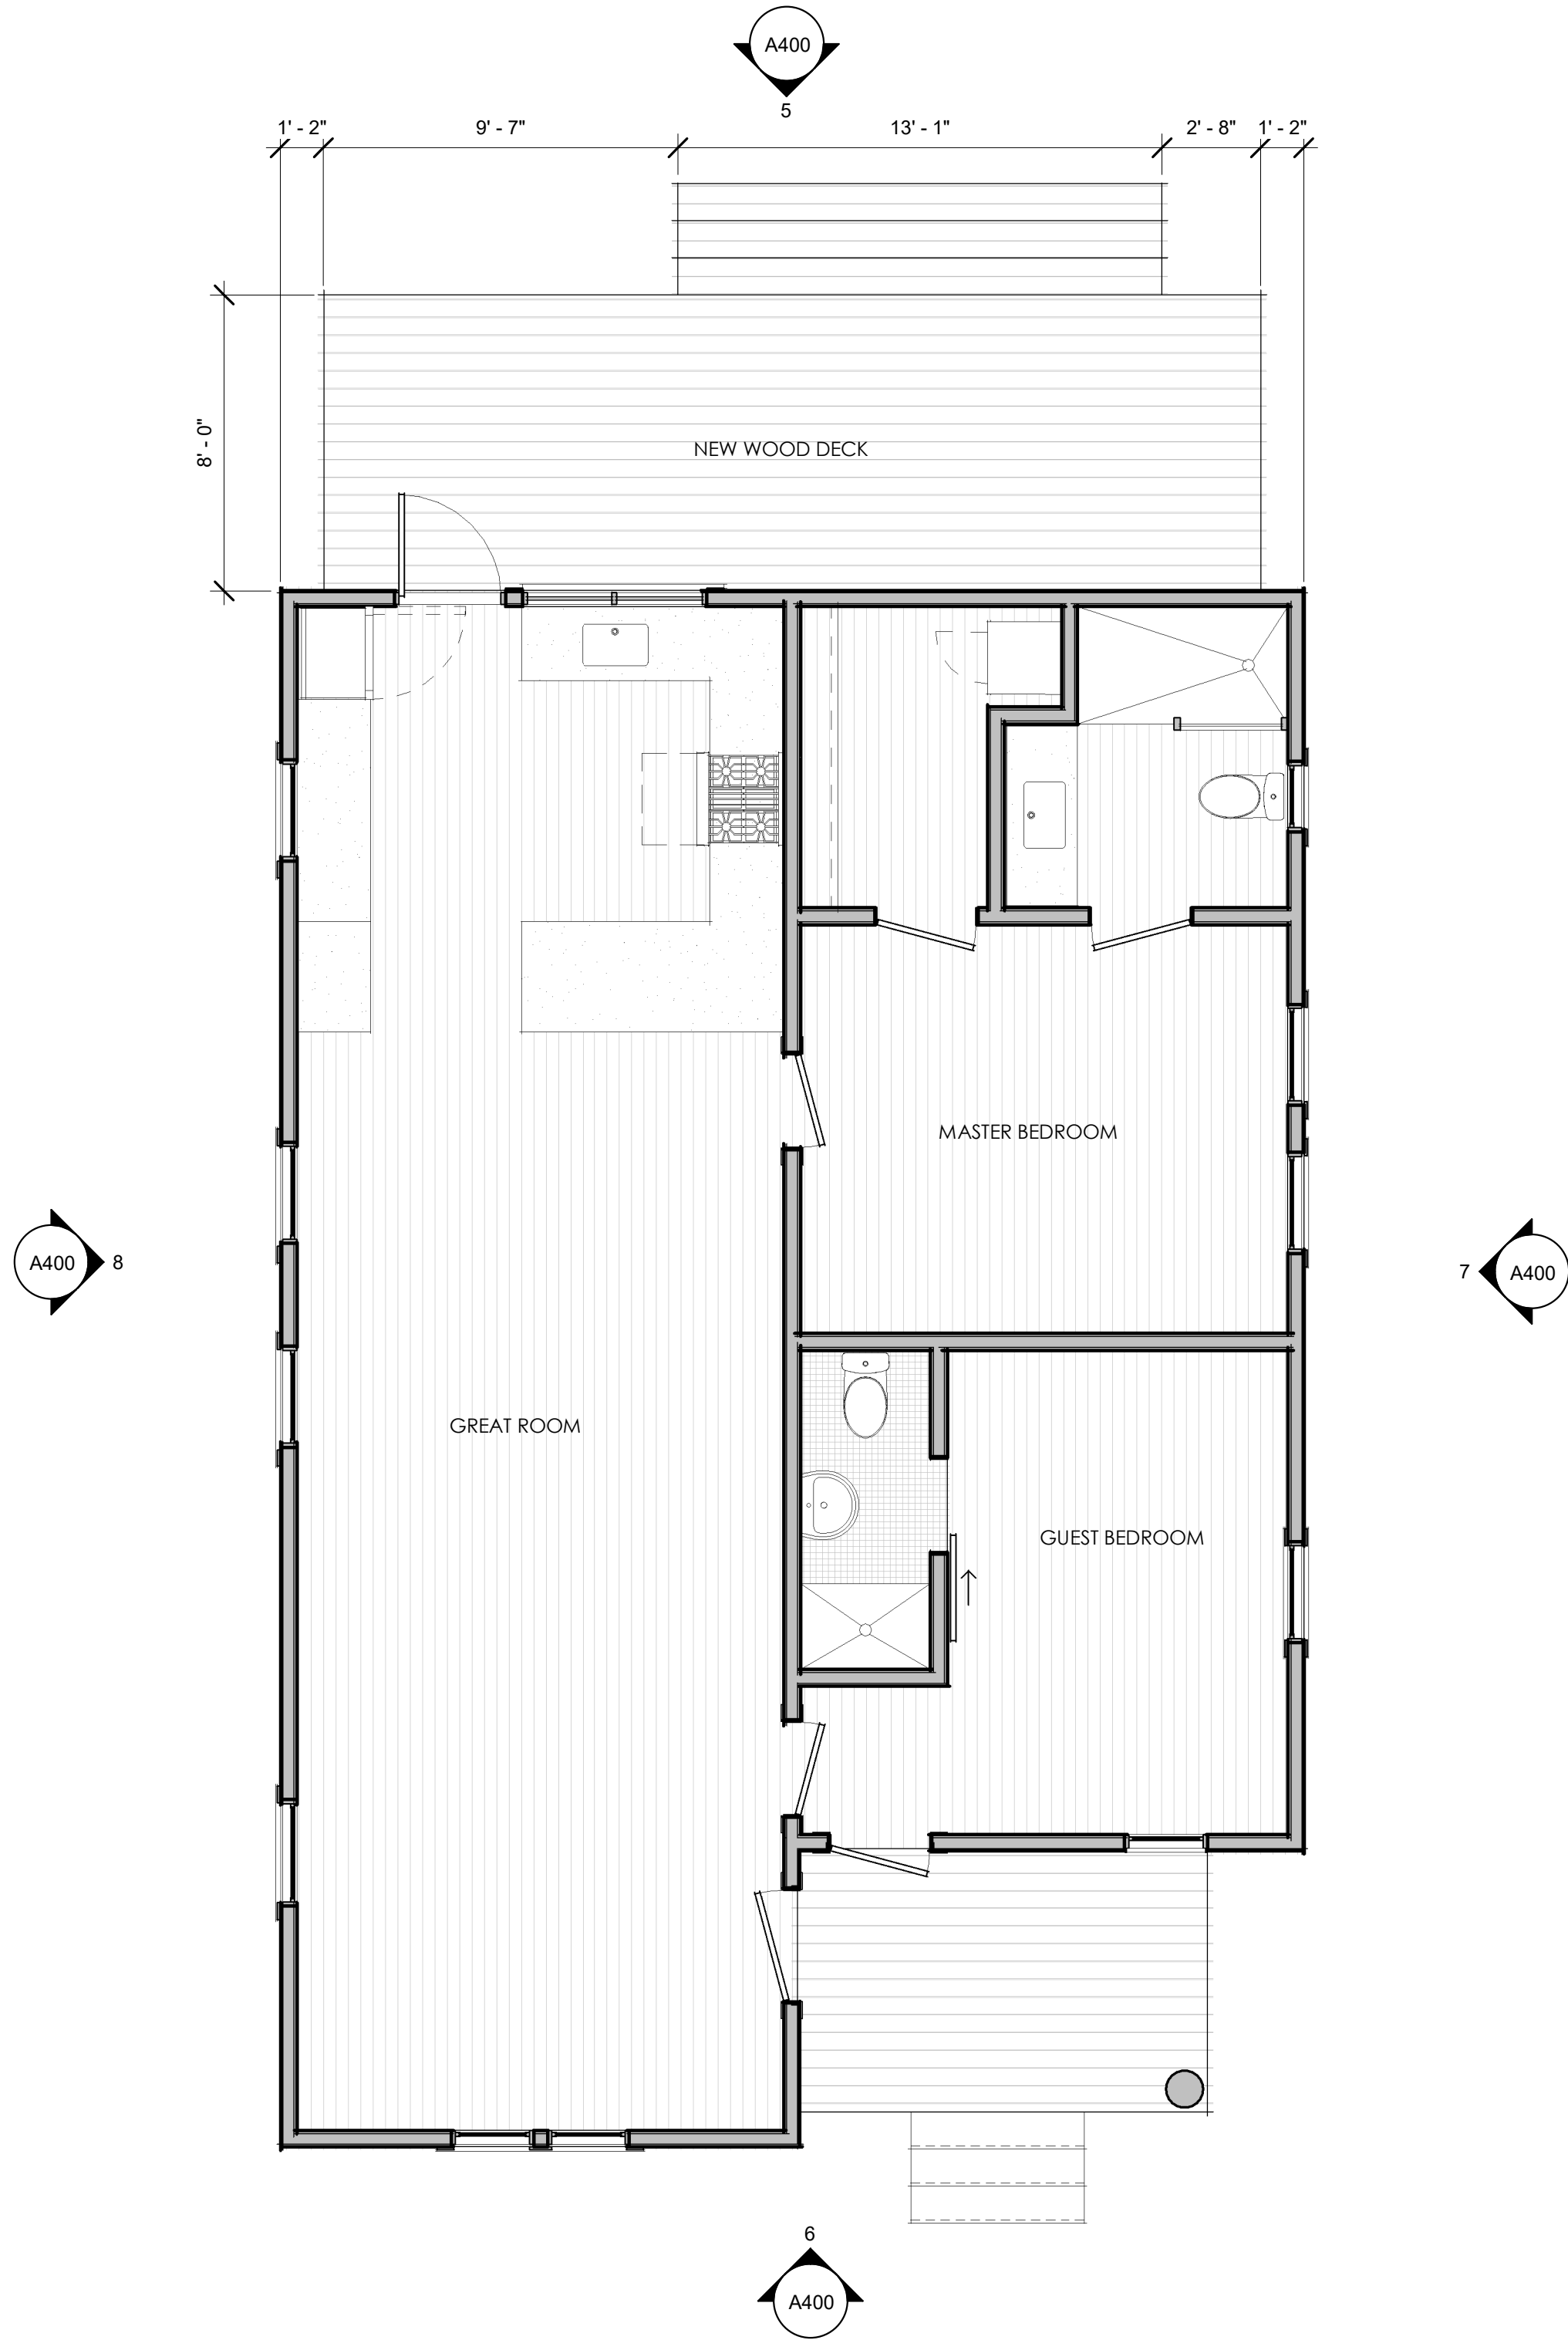 A400
5
1' - 2"
9' - 7"
13' - 1"
2' - 8"
1' - 2"
8' - 0"
NEW WOOD DECK
MASTER BEDROOM
A400
8
7
A400
GREAT ROOM
GUEST BEDROOM
6
A400